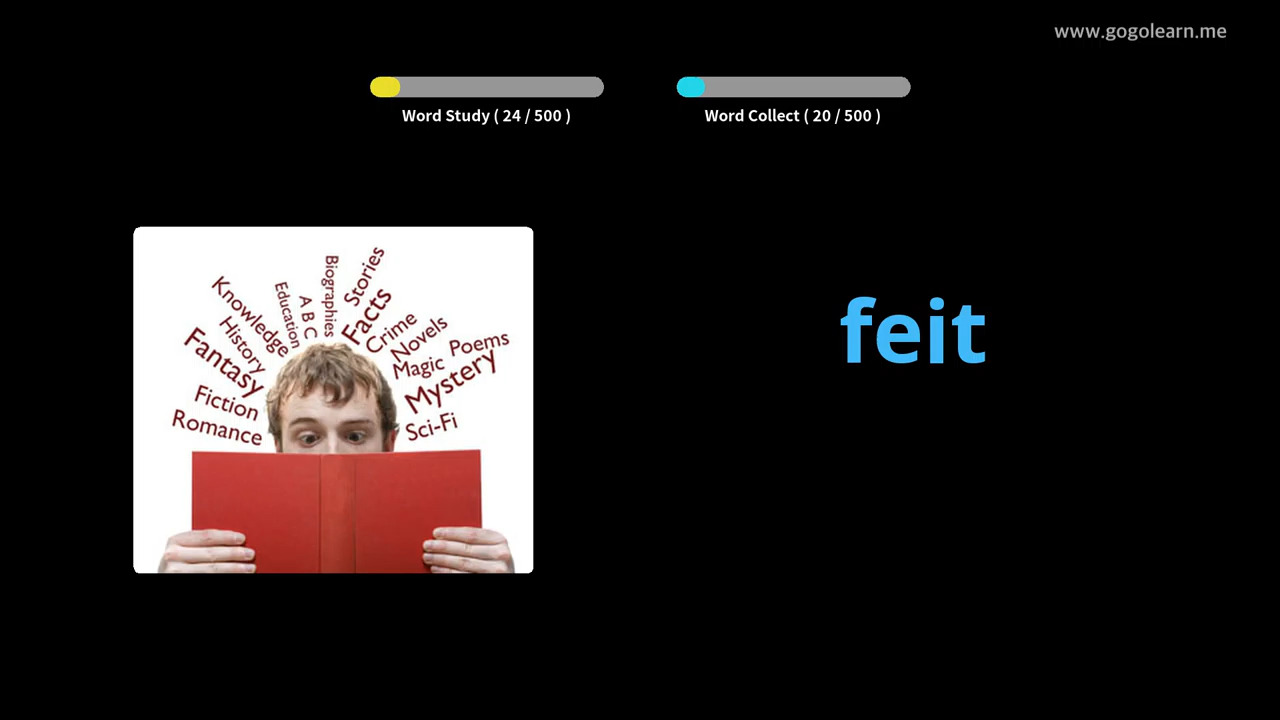 www.gogolearn.me
Word Study ( 24 / 500 )
Word Collect ( 20 / 500 )
Knowledge
History
Fantasy
Fiction
Romance
Education
A B C
Biographies
Stories
Facts
Crime
Novels
Magic
Poems
Mystery
Sci-Fi
feit